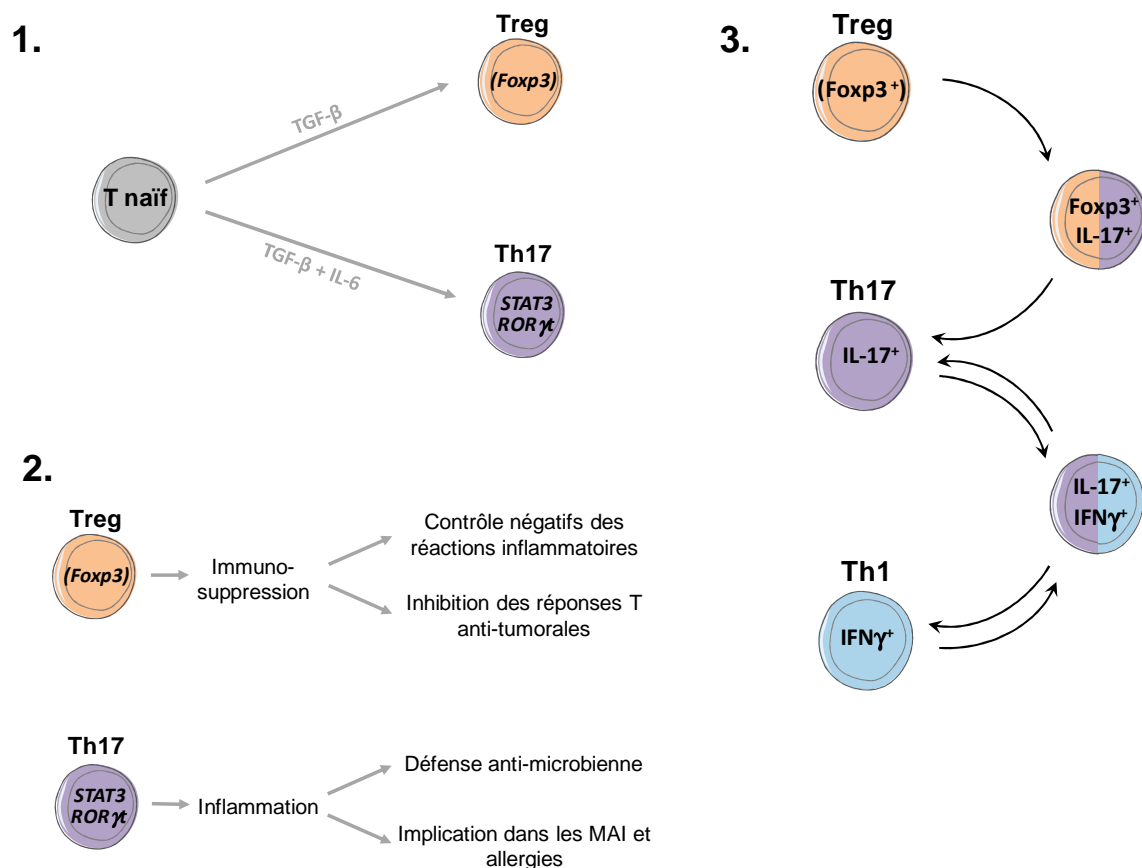 1.
Treg
(Foxp3)
TGF-β
T naïf
TGF-β + IL-6
Th17
STAT3
RORγt
2.
Treg
(Foxp3)
Immuno-
suppression
Contrôle négatifs des
réactions inflammatoires
Inhibition des réponses T
anti-tumorales
Th17
STAT3
RORγt
Inflammation
Défense anti-microbienne
Implication dans les MAI et
allergies
3.
Treg
(Foxp3⁺)
Foxp3⁺
IL-17⁺
Th17
IL-17⁺
IL-17⁺
IFNγ⁺
Th1
IFNγ⁺